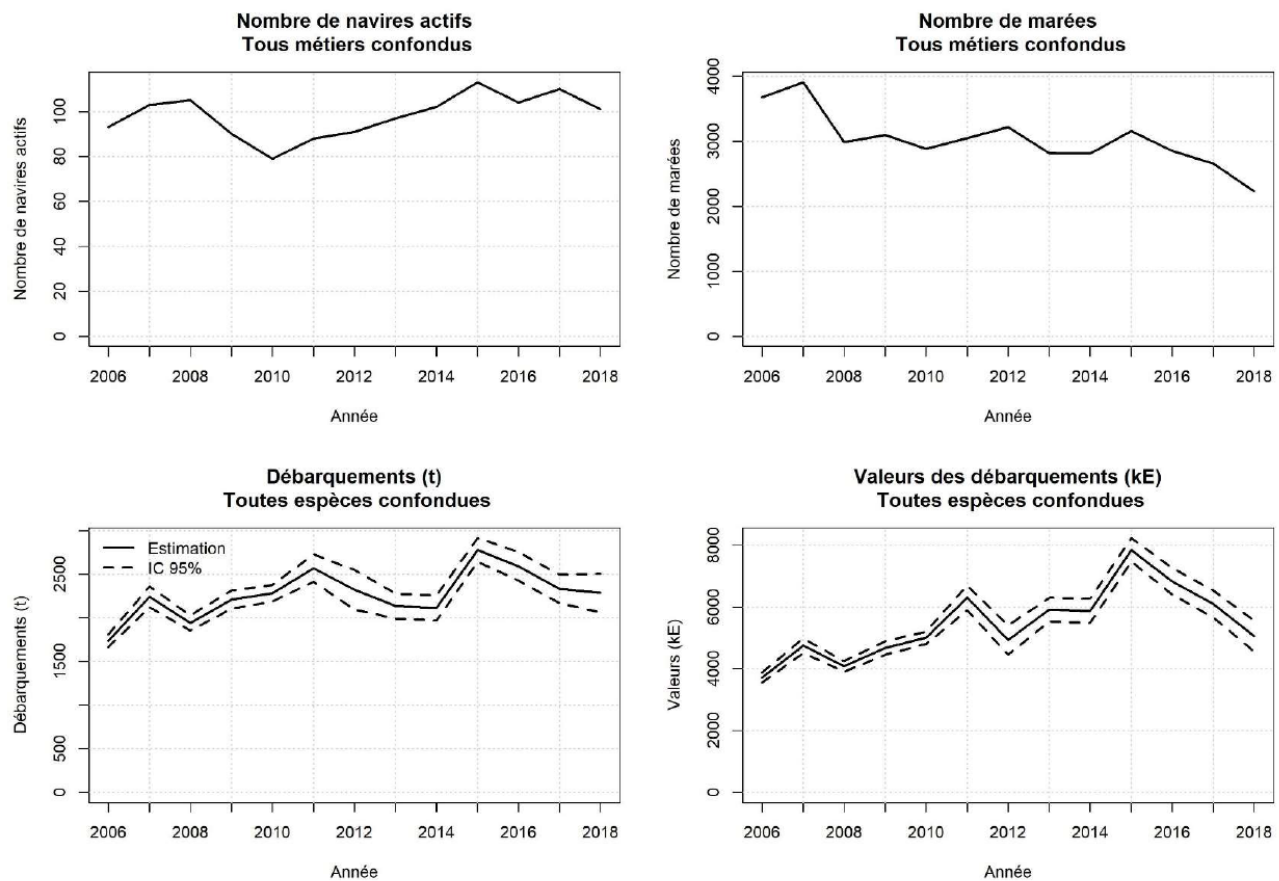 Nombre de navires actifs
Tous métiers confondus
Nombre de navires actifs
100
80
60
40
20
0
2006 2008 2010 2012 2014 2016 2018
Année
Nombre de marées
Tous métiers confondus
Nombre de marées
4000
3000
2000
1000
0
2006 2008 2010 2012 2014 2016 2018
Année
Débarquements (t)
Toutes espèces confondues
Estimation
IC 95%
Débarquements (t)
2500
1500
500
0
2006 2008 2010 2012 2014 2016 2018
Année
Valeurs des débarquements (kE)
Toutes espèces confondues
Valeurs (kE)
8000
6000
4000
2000
0
2006 2008 2010 2012 2014 2016 2018
Année